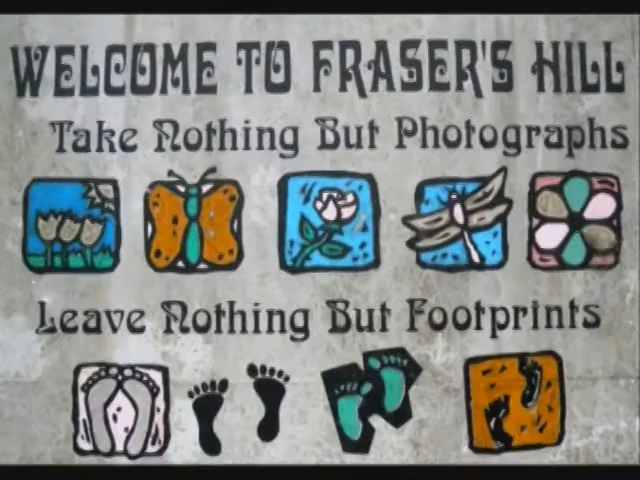 WELCOME TO FRASER'S HILL
Take Nothing But Photographs
Leave Nothing But Footprints